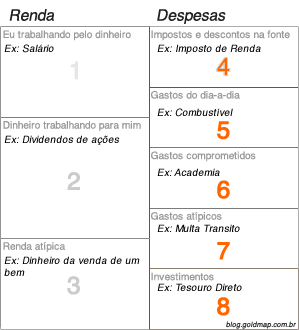 Renda
Eu trabalhando pelo dinheiro
Ex: Salário
1
Dinheiro trabalhando para mim
Ex: Dividendos de ações
2
Renda atípica
Ex: Dinheiro da venda de um
bem
3
Despesas
Impostos e descontos na fonte
Ex: Imposto de Renda
4
Gastos do dia-a-dia
Ex: Combustivel
5
Gastos comprometidos
Ex: Academia
6
Gastos atípicos
Ex: Multa Transito
7
Investimentos
Ex: Tesouro Direto
8
blog.goldmap.com.br